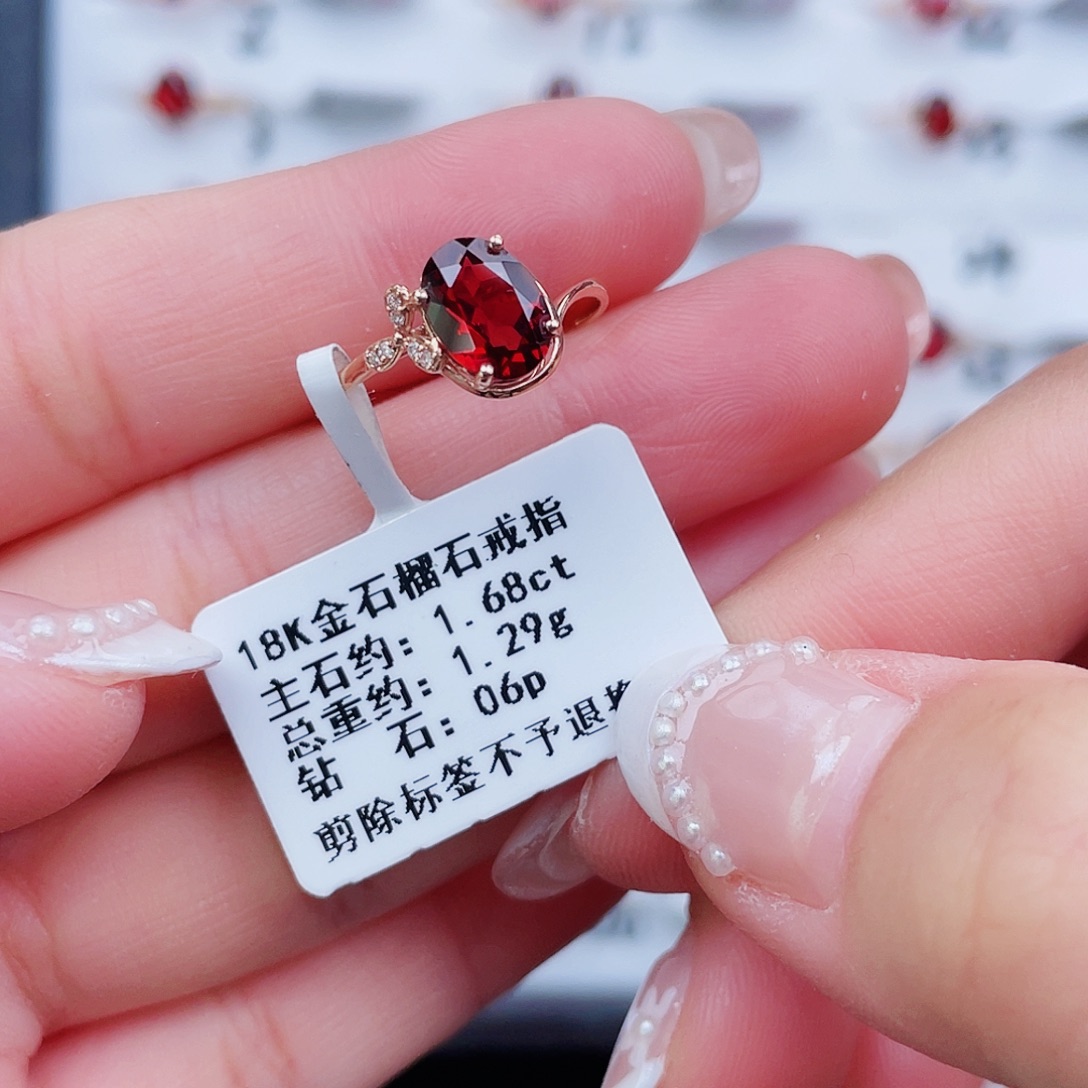 18K金石榴石戒指
主石约: 1.68ct
总重约: 1.29g
钻 石: 06p
剪除标签不予退换